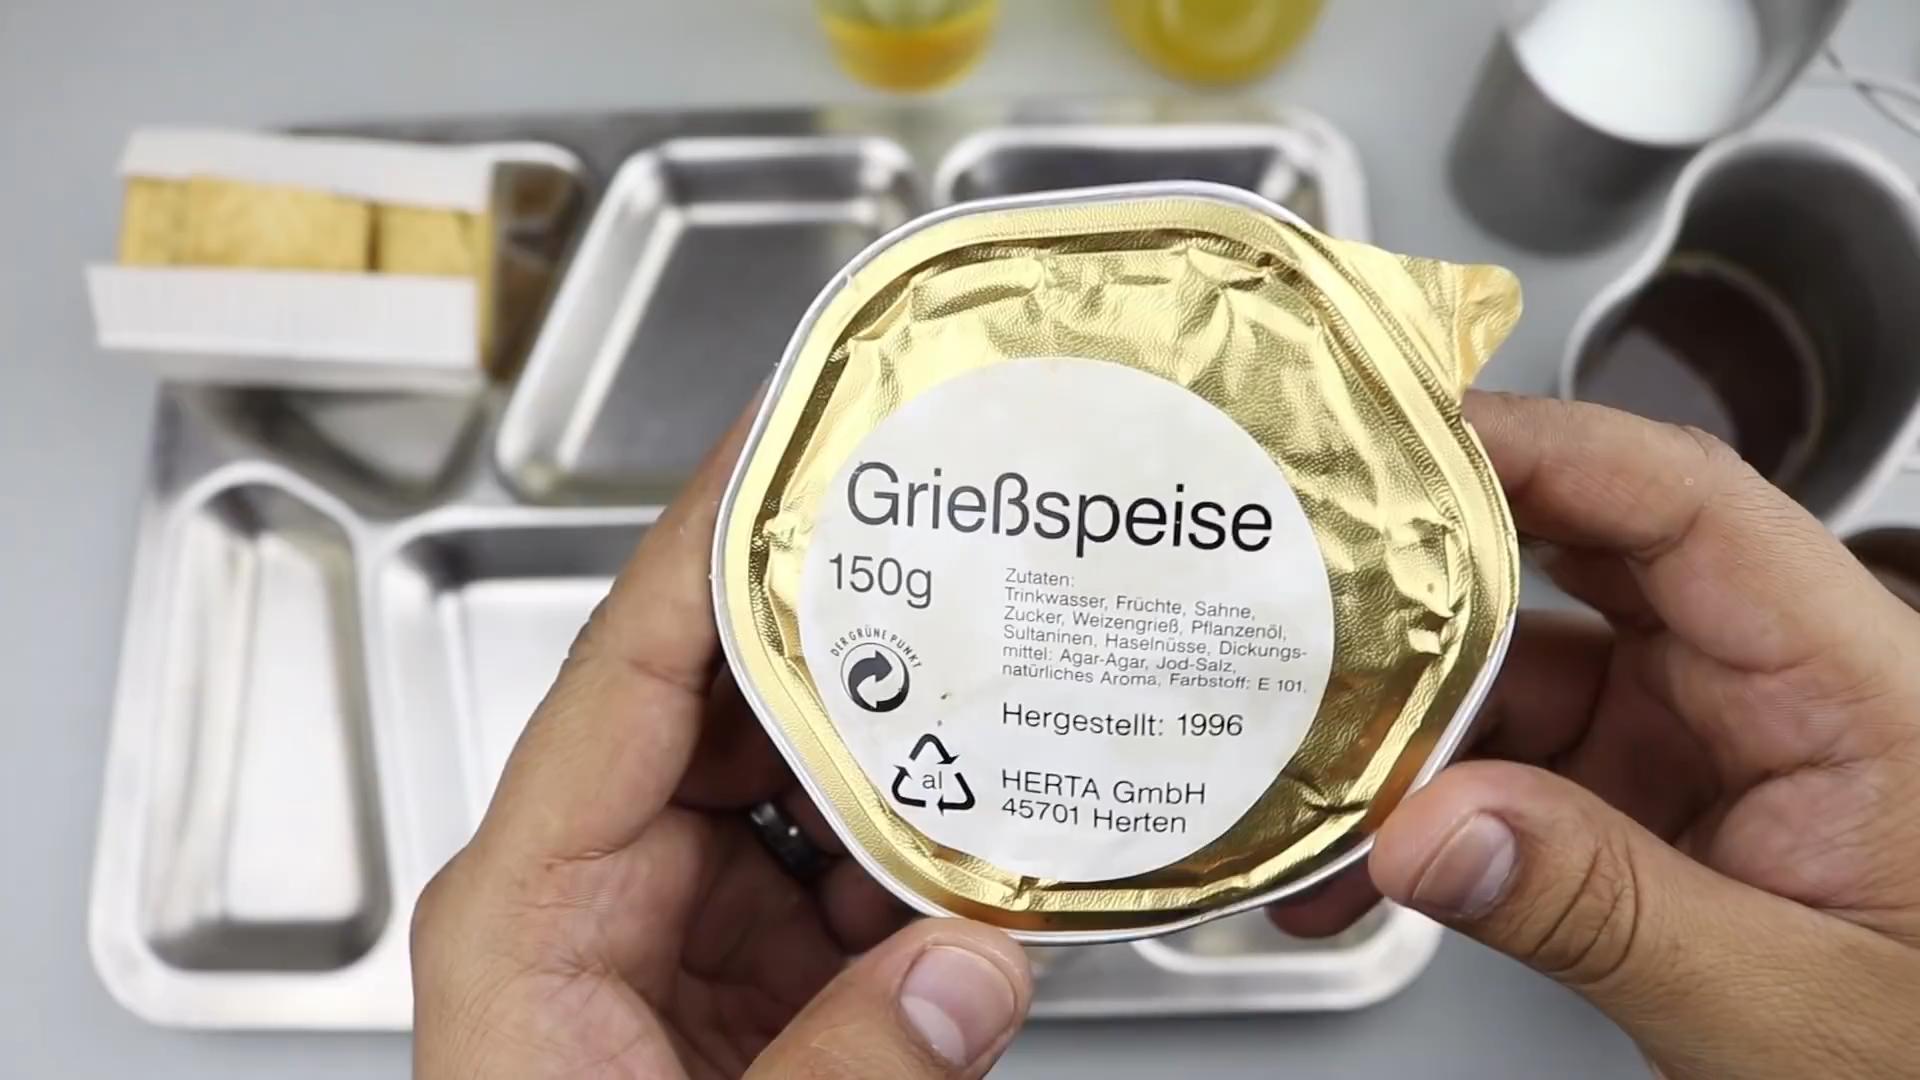 Grießspeise
150g
Zutaten:
Trinkwasser, Früchte, Sahne,
Zucker, Weizengrieß, Pflanzenöl,
Sultaninen, Haselnüsse, Dickungs-
mittel: Agar-Agar, Jod-Salz,
natürliches Aroma, Farbstoff: E 101.
DER GRÜNE PUNKT
Hergestellt: 1996
al
HERTA GmbH
45701 Herten